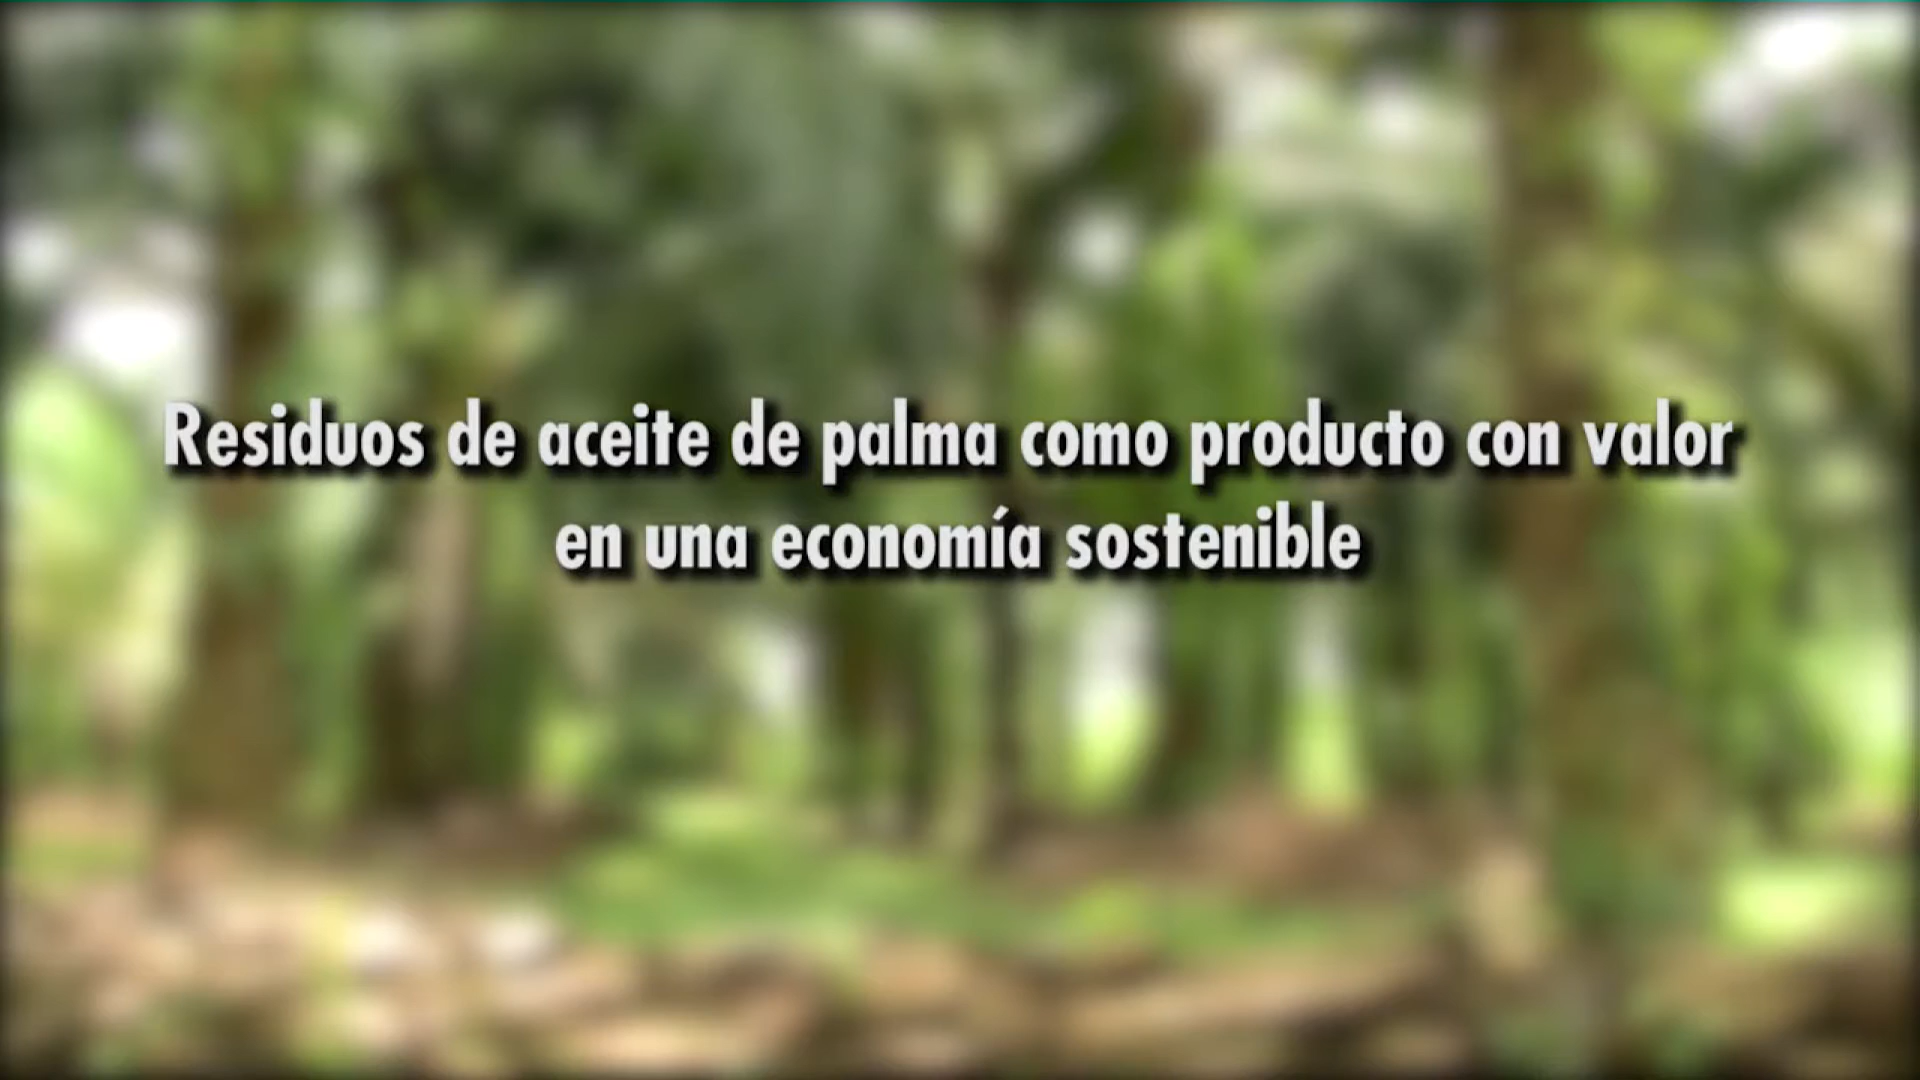 Residuos de aceite de palma como producto con valor
en una economía sostenible